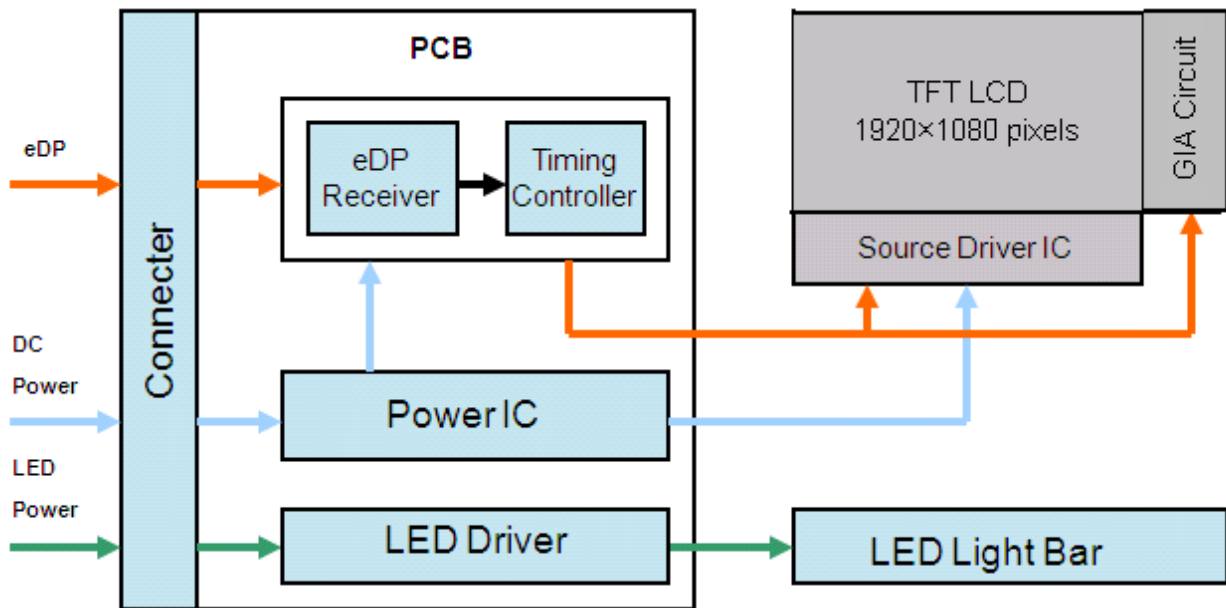 PCB
eDP
Connecter
eDP
Receiver
Timing
Controller
TFT LCD
1920×1080 pixels
GIA Circuit
Source Driver IC
DC
Power
Power IC
LED
Power
LED Driver
LED Light Bar